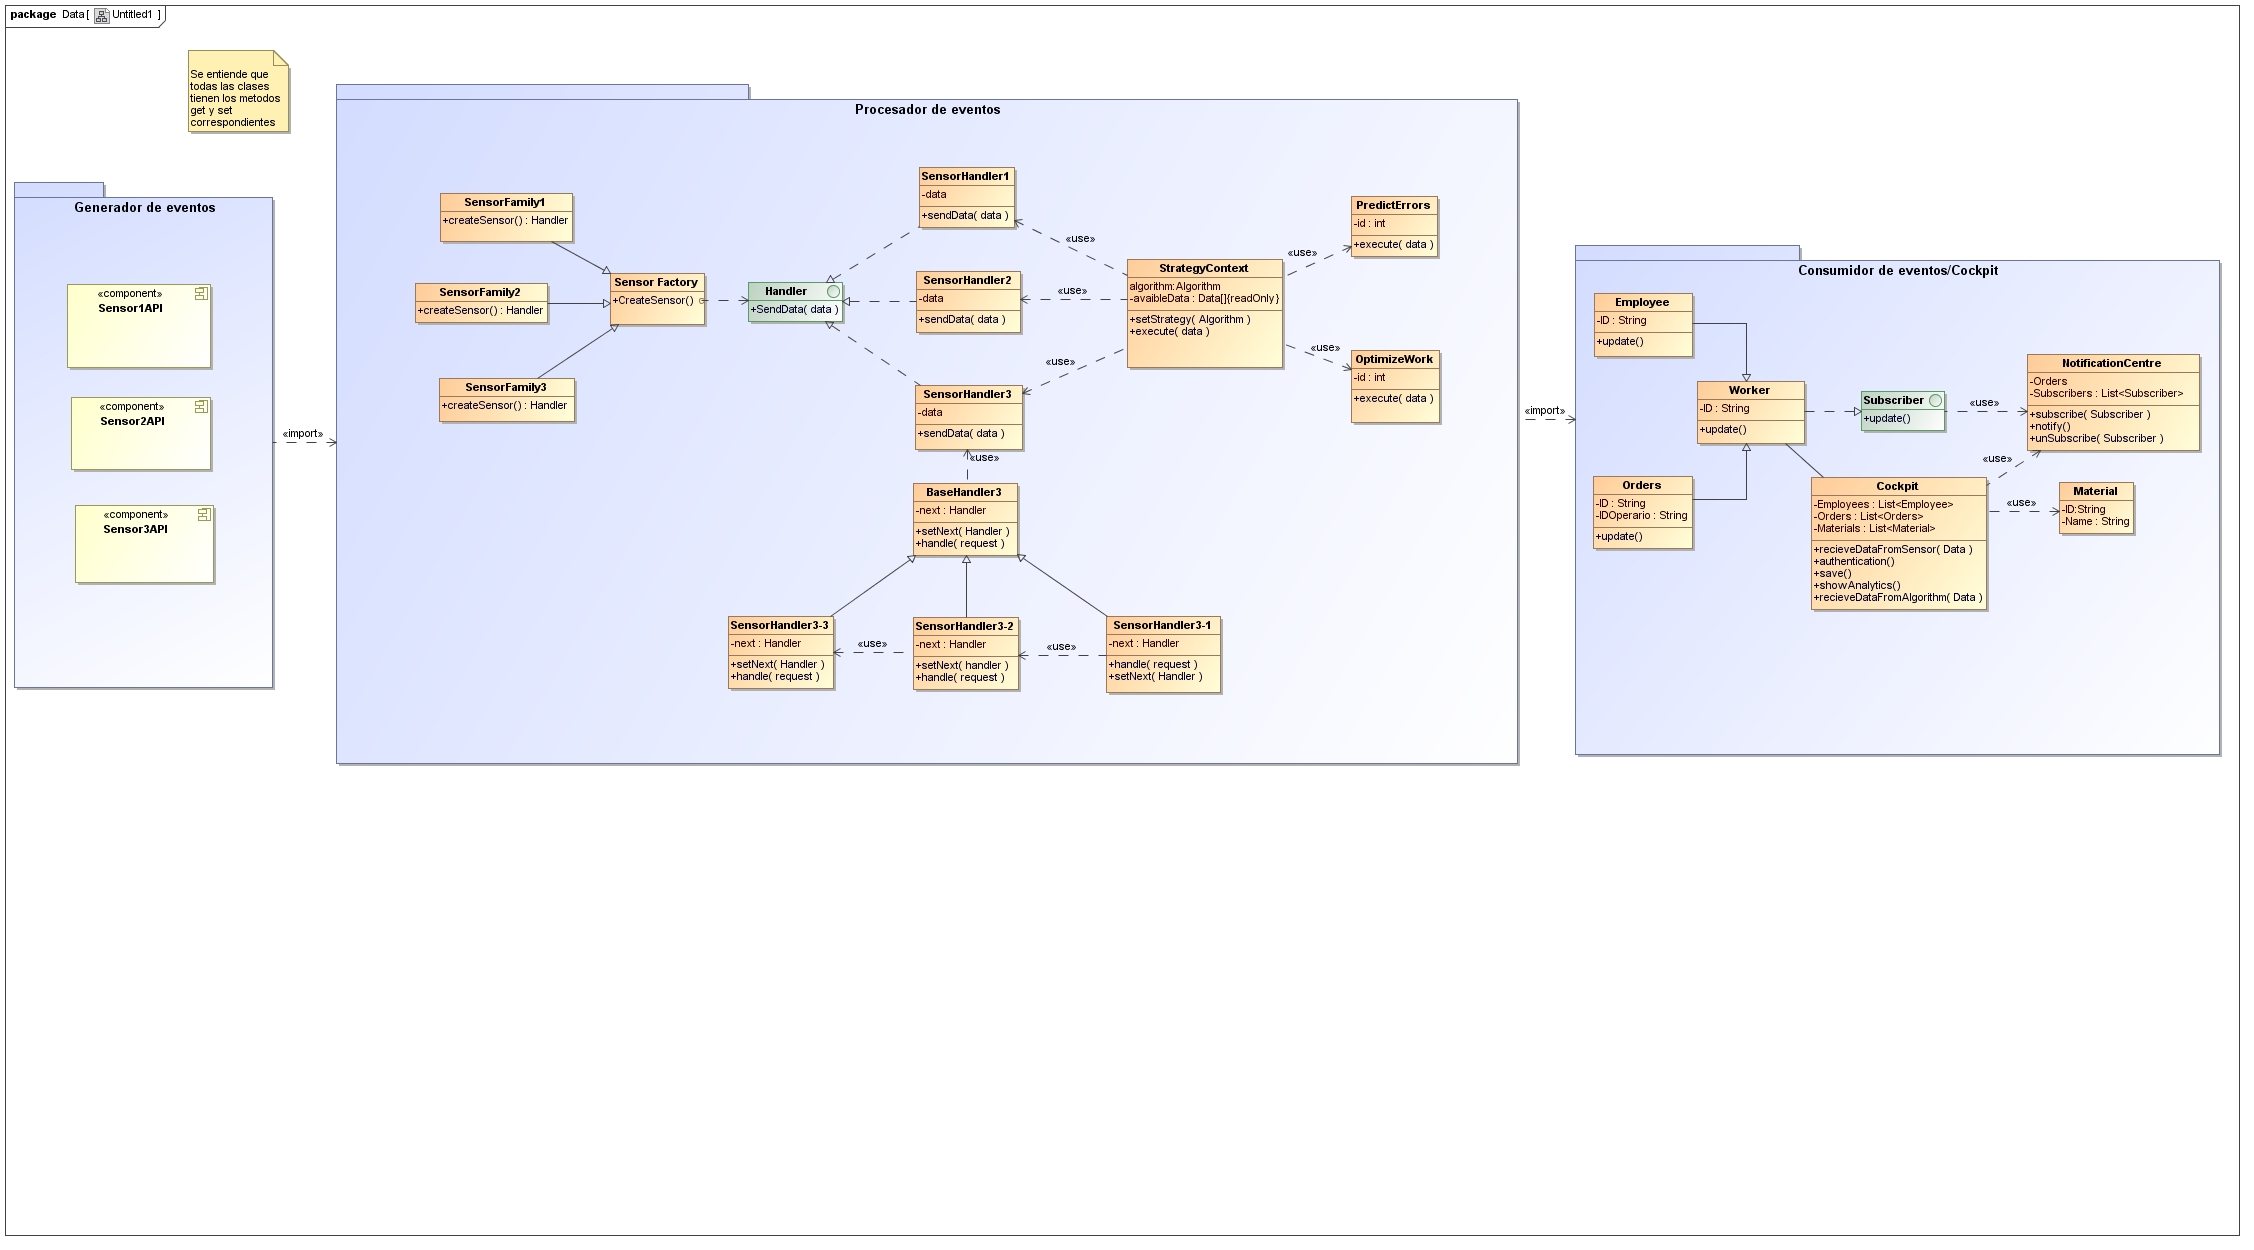 package Data [ Untitled1 ]
Se entiende que
todas las clases
tienen los metodos
get y set
correspondientes
Generador de eventos
«component»
Sensor1API
«component»
Sensor2API
«component»
Sensor3API
«import»
Procesador de eventos
SensorFamily1
+createSensor() : Handler
SensorFamily2
+createSensor() : Handler
SensorFamily3
+createSensor() : Handler
Sensor Factory
+CreateSensor()
Handler
+SendData( data )
SensorHandler1
-data
+sendData( data )
SensorHandler2
-data
+sendData( data )
SensorHandler3
-data
+sendData( data )
«use»
«use»
«use»
StrategyContext
algorithm:Algorithm
-avaibleData : Data[]{readOnly}
+setStrategy( Algorithm )
+execute( data )
«use»
«use»
PredictErrors
-id : int
+execute( data )
OptimizeWork
-id : int
+execute( data )
«use»
BaseHandler3
-next : Handler
+setNext( Handler )
+handle( request )
SensorHandler3-3
-next : Handler
+setNext( Handler )
+handle( request )
«use»
SensorHandler3-2
-next : Handler
+setNext( handler )
+handle( request )
«use»
SensorHandler3-1
-next : Handler
+handle( request )
+setNext( Handler )
«import»
Consumidor de eventos/Cockpit
Employee
-ID : String
+update()
Worker
-ID : String
+update()
Orders
-ID : String
-IDOperario : String
+update()
Subscriber
+update()
«use»
NotificationCentre
-Orders
-Subscribers : List<Subscriber>
+subscribe( Subscriber )
+notify()
+unSubscribe( Subscriber )
«use»
Cockpit
-Employees : List<Employee>
-Orders : List<Orders>
-Materials : List<Material>
+recieveDataFromSensor( Data )
+authentication()
+save()
+showAnalytics()
+recieveDataFromAlgorithm( Data )
«use»
Material
-ID:String
-Name : String